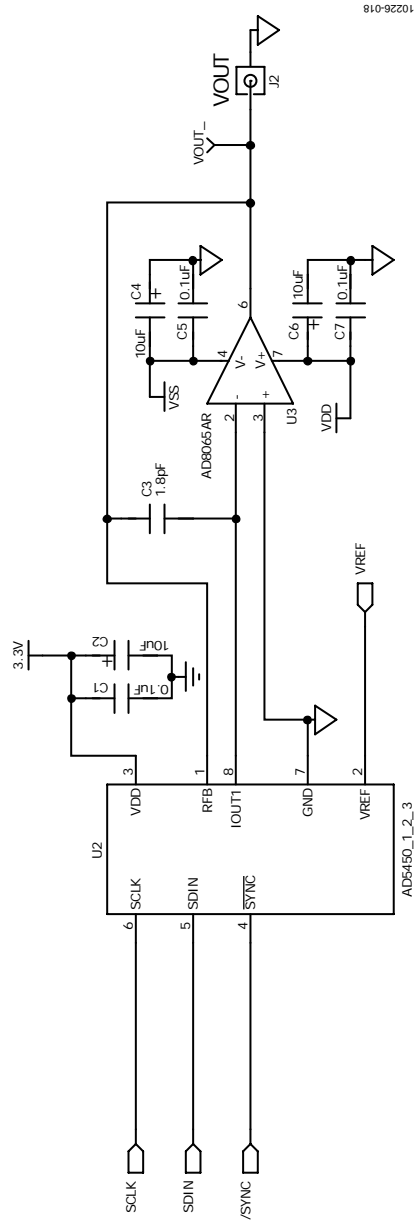 SCLK
SDIN
/SYNC
6
5
4
U2
SCLK
SDIN
SYNC
VDD
RFB
IOUT1
GND
VREF
AD5450_1_2_3
3
1
8
7
2
3.3V
C1
0.1uF
C2
+
10uF
VREF
C3
1.8pF
AD8065AR
2
3
-
+
V-
V+
4
7
6
U3
VSS
10uF
C4
+
C5
0.1uF
VDD
C6
10uF
+
C7
0.1uF
VOUT_
VOUT
J2
10226-018